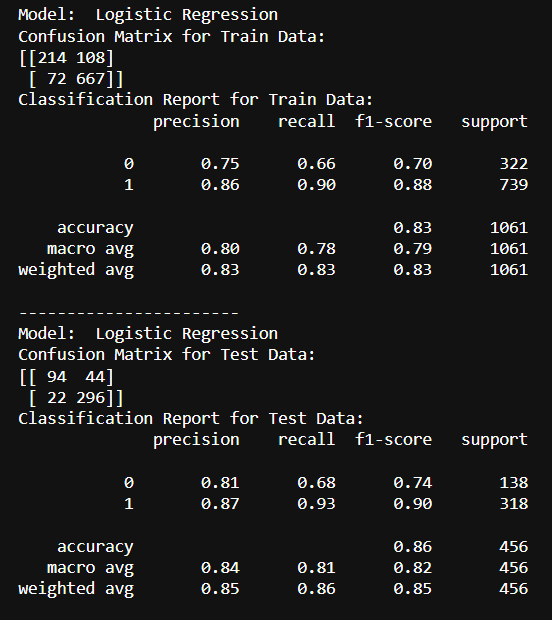 Model:  Logistic Regression
Confusion Matrix for Train Data:
[[214 108]
 [ 72 667]]
Classification Report for Train Data:
              precision    recall  f1-score   support

           0       0.75      0.66      0.70       322
           1       0.86      0.90      0.88       739

    accuracy                           0.83      1061
   macro avg       0.80      0.78      0.79      1061
weighted avg       0.83      0.83      0.83      1061

-----------------------
Model:  Logistic Regression
Confusion Matrix for Test Data:
[[ 94  44]
 [ 22 296]]
Classification Report for Test Data:
              precision    recall  f1-score   support

           0       0.81      0.68      0.74       138
           1       0.87      0.93      0.90       318

    accuracy                           0.86       456
   macro avg       0.84      0.81      0.82       456
weighted avg       0.85      0.86      0.85       456